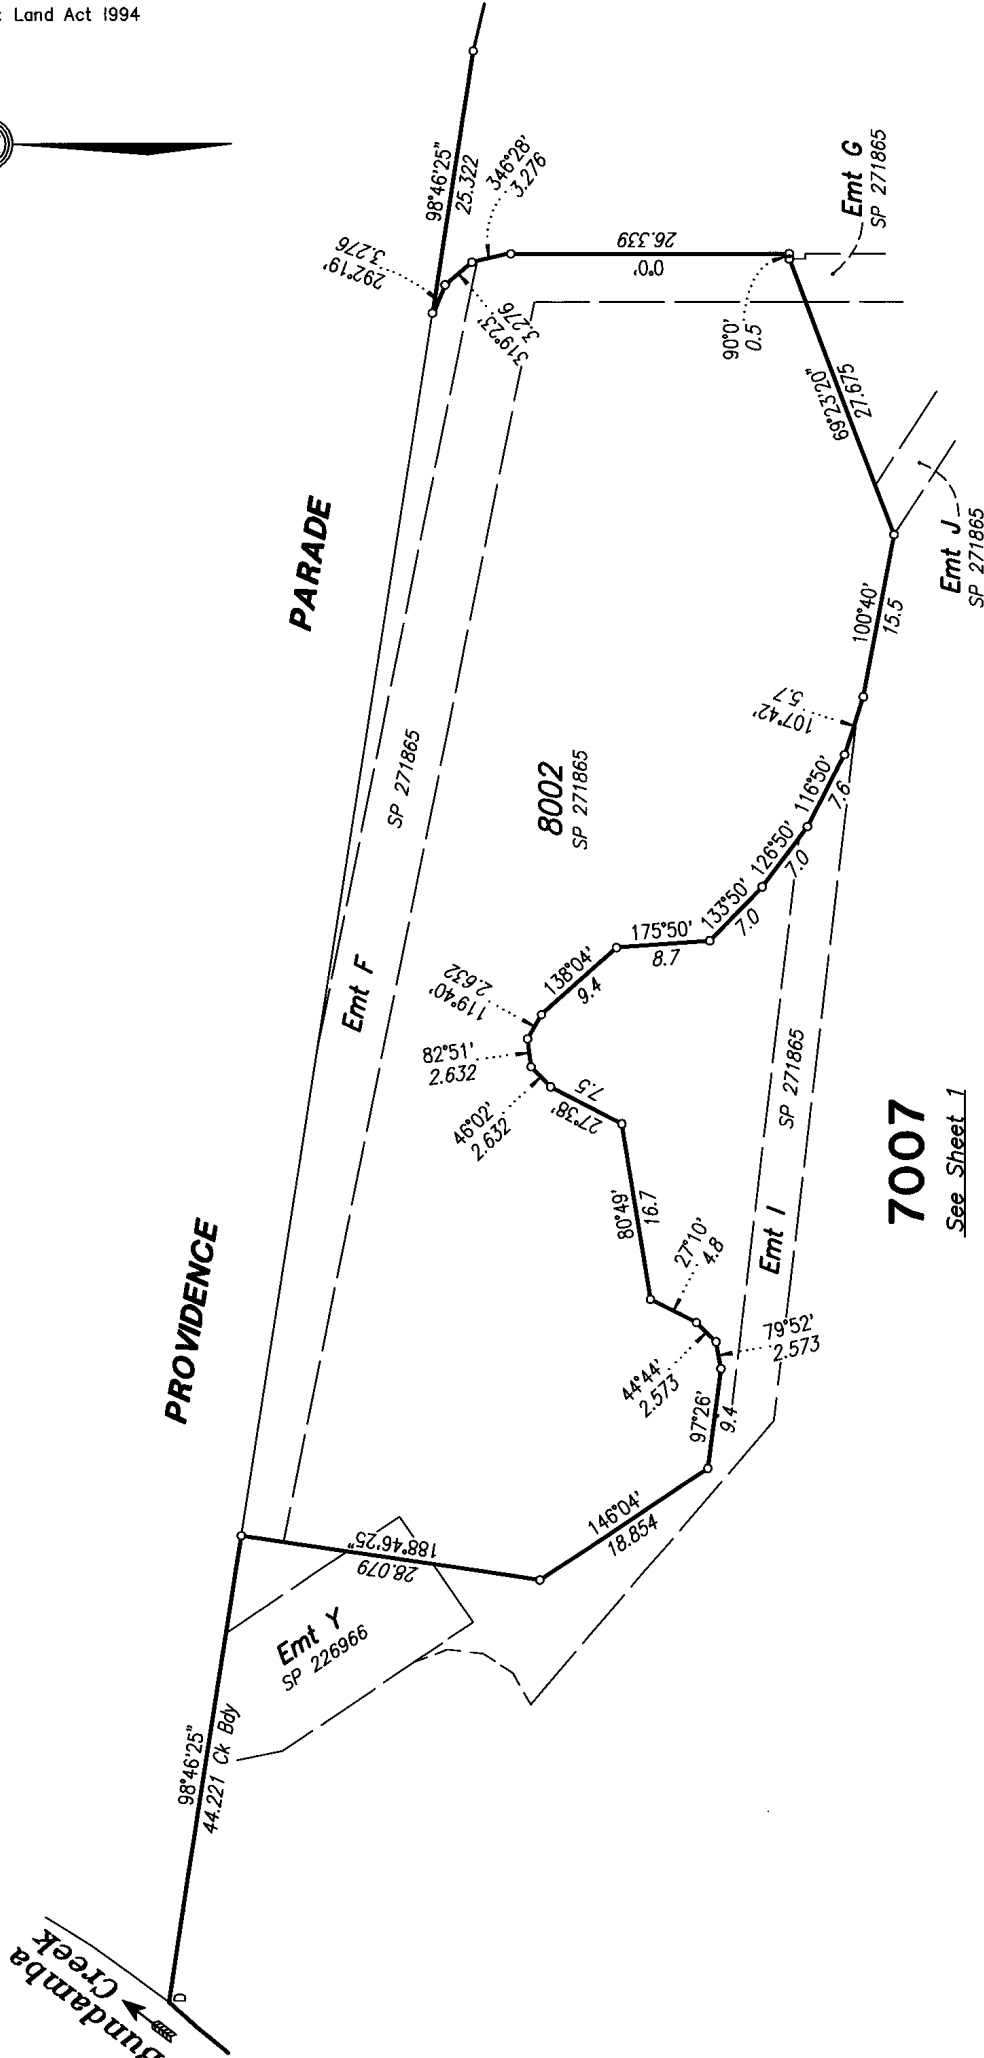 : Land Act 1994
98°46'25"
25.322
346°28'
3.276
292°19'
3.276
319°23'
3.276
26.339
0°0'
Emt G
SP 271865
90°0'
0.5
69°23'20"
27.675
Emt J
SP 271865
100°40'
15.5
107°42'
5.7
116°50'
7.6
126°50'
7.0
133°50'
7.0
175°50'
8.7
138°04'
9.4
119°40'
2.632
82°51'
2.632
46°02'
2.632
27°38'
7.5
80°49'
16.7
27°10'
4.8
44°44'
2.573
79°52'
2.573
97°26'
9.4
146°04'
18.854
188°46'25"
28.079
PROVIDENCE
PARADE
Emt F
SP 271865
8002
SP 271865
Emt I
SP 271865
7007
See Sheet 1
Emt Y
SP 226966
98°46'25"
44.221 Ck Bdy
D
Bundamba
Creek